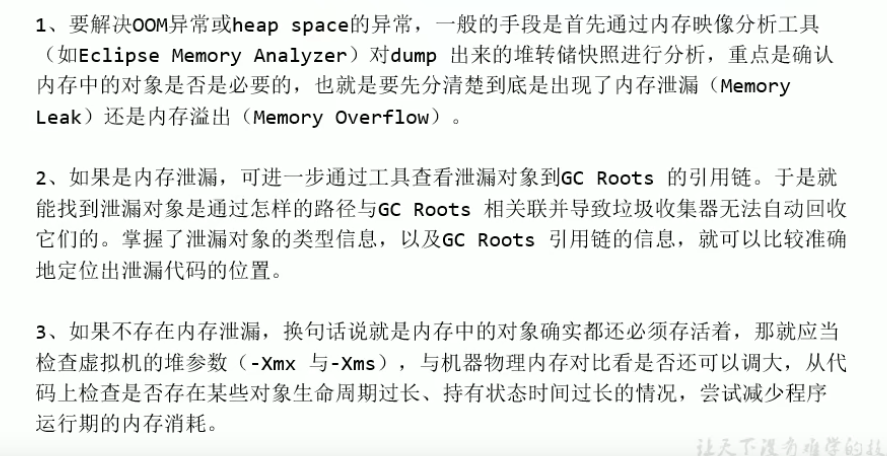 1、要解决OOM异常或heap space的异常，一般的手段是首先通过内存映像分析工具
（如Eclipse Memory Analyzer）对dump 出来的堆转储快照进行分析，重点是确认
内存中的对象是否是必要的，也就是要先分清楚到底是出现了内存泄漏（Memory
Leak）还是内存溢出（Memory Overflow）。
2、如果是内存泄漏，可进一步通过工具查看泄漏对象到GC Roots 的引用链。于是就
能找到泄漏对象是通过怎样的路径与GC Roots 相关联并导致垃圾收集器无法自动回收
它们的。掌握了泄漏对象的类型信息，以及GC Roots 引用链的信息，就可以比较准确
地定位出泄漏代码的位置。
3、如果不存在内存泄漏，换句话说就是内存中的对象确实都还必须存活着，那就应当
检查虚拟机的堆参数（-Xmx 与-Xms），与机器物理内存对比看是否还可以调大，从代
码上检查是否存在某些对象生命周期过长、持有状态时间过长的情况，尝试减少程序
运行期的内存消耗。
让天下没有难学的技